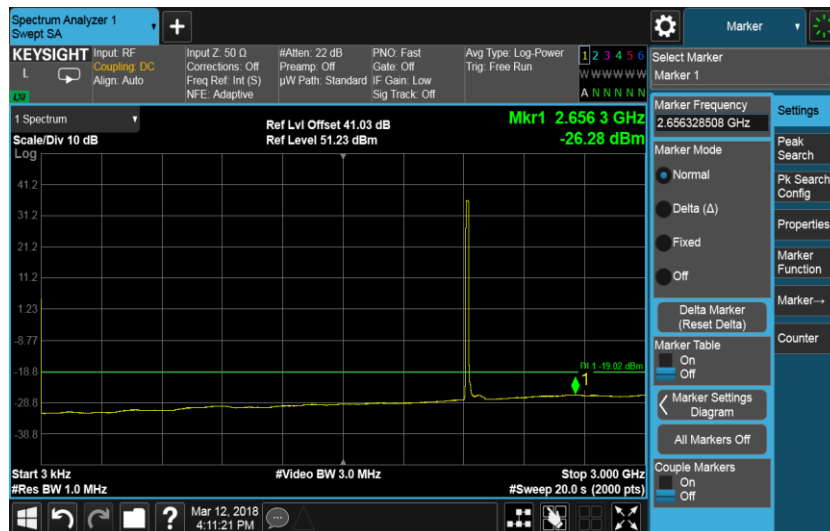 Spectrum Analyzer 1
Swept SA
+
Marker
KEYSIGHT
L
LXI
Input: RF
Coupling: DC
Align: Auto
Input Z: 50 Ω
Corrections: Off
Freq Ref: Int (S)
NFE: Adaptive
#Atten: 22 dB
Preamp: Off
µW Path: Standard
PNO: Fast
Gate: Off
IF Gain: Low
Sig Track: Off
Avg Type: Log-Power
Trig: Free Run
1 2 3 4 5 6
W W W W W W
A N N N N N
Select Marker
Marker 1
1 Spectrum
Scale/Div 10 dB
Log
Ref Lvl Offset 41.03 dB
Ref Level 51.23 dBm
Mkr1 2.656 3 GHz
-26.28 dBm
41.2
31.2
21.2
11.2
1.23
-8.77
-18.8
-28.8
-38.8
DL1 -19.02 dBm
1
Start 3 kHz
#Res BW 1.0 MHz
#Video BW 3.0 MHz
Stop 3.000 GHz
#Sweep 20.0 s (2000 pts)
Marker Frequency
2.656328508 GHz
Marker Mode
Normal
Delta (Δ)
Fixed
Off
Delta Marker
(Reset Delta)
Marker Table
On
Off
Marker Settings
Diagram
All Markers Off
Couple Markers
On
Off
Settings
Peak
Search
Pk Search
Config
Properties
Marker
Function
Marker→
Counter
?
Mar 12, 2018
4:11:21 PM